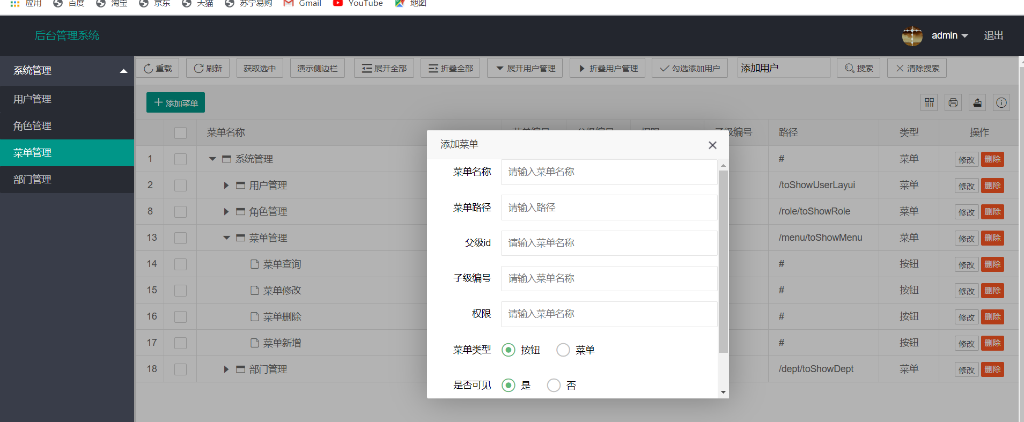 应用 百度 淘宝 京东 天猫 苏宁易购 Gmail YouTube 地图
后台管理系统 admin 退出
系统管理
用户管理
角色管理
菜单管理
部门管理
重载 刷新 获取选中 演示侧边栏 展开全部 折叠全部 展开用户管理 折叠用户管理 勾选添加用户 添加用户 搜索 清除搜索
添加菜单
菜单名称 子级编号 路径 类型 操作
1 系统管理 # 菜单 修改 删除
2 用户管理 /toShowUserLayui 菜单 修改 删除
8 角色管理 /role/toShowRole 菜单 修改 删除
13 菜单管理 /menu/toShowMenu 菜单 修改 删除
14 菜单查询 # 按钮 修改 删除
15 菜单修改 # 按钮 修改 删除
16 菜单删除 # 按钮 修改 删除
17 菜单新增 # 按钮 修改 删除
18 部门管理 /dept/toShowDept 菜单 修改 删除
添加菜单
菜单名称 请输入菜单名称
菜单路径 请输入路径
父级id 请输入菜单名称
子级编号 请输入菜单名称
权限 请输入菜单名称
菜单类型 按钮 菜单
是否可见 是 否